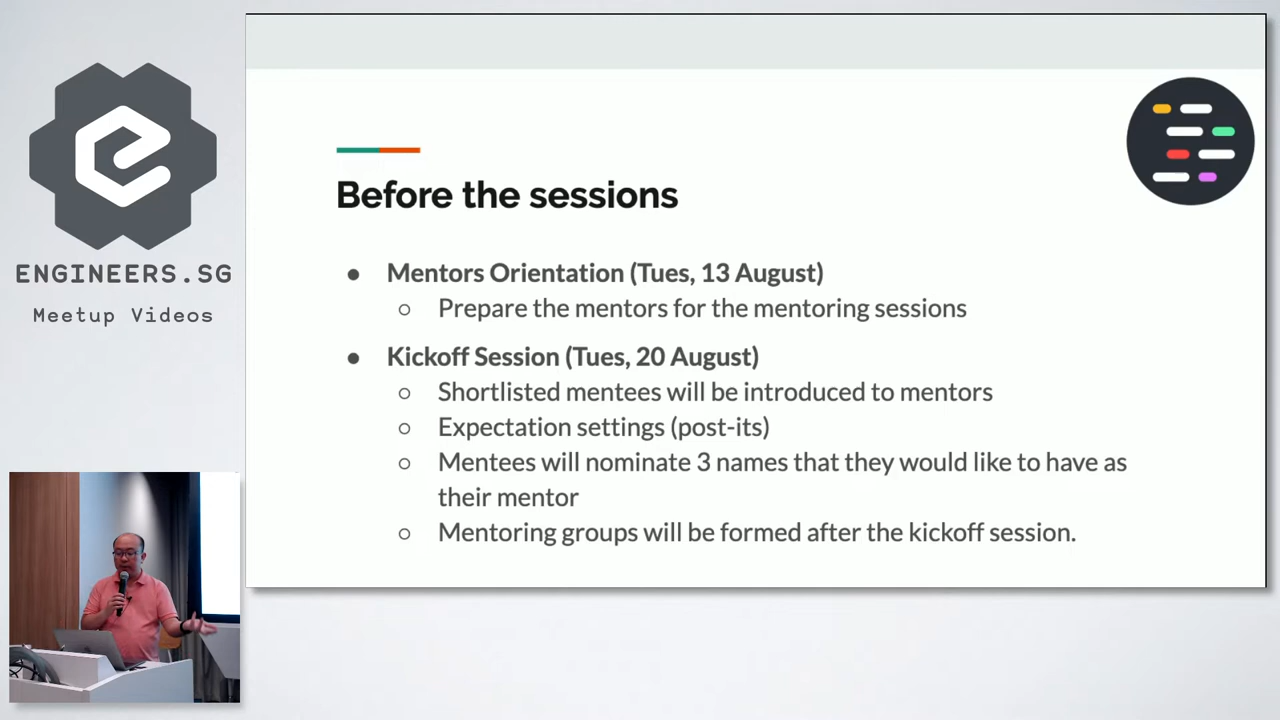 ENGINEERS.SG
Meetup Videos
Before the sessions
● Mentors Orientation (Tues, 13 August)
○ Prepare the mentors for the mentoring sessions
● Kickoff Session (Tues, 20 August)
○ Shortlisted mentees will be introduced to mentors
○ Expectation settings (post-its)
○ Mentees will nominate 3 names that they would like to have as
their mentor
○ Mentoring groups will be formed after the kickoff session.